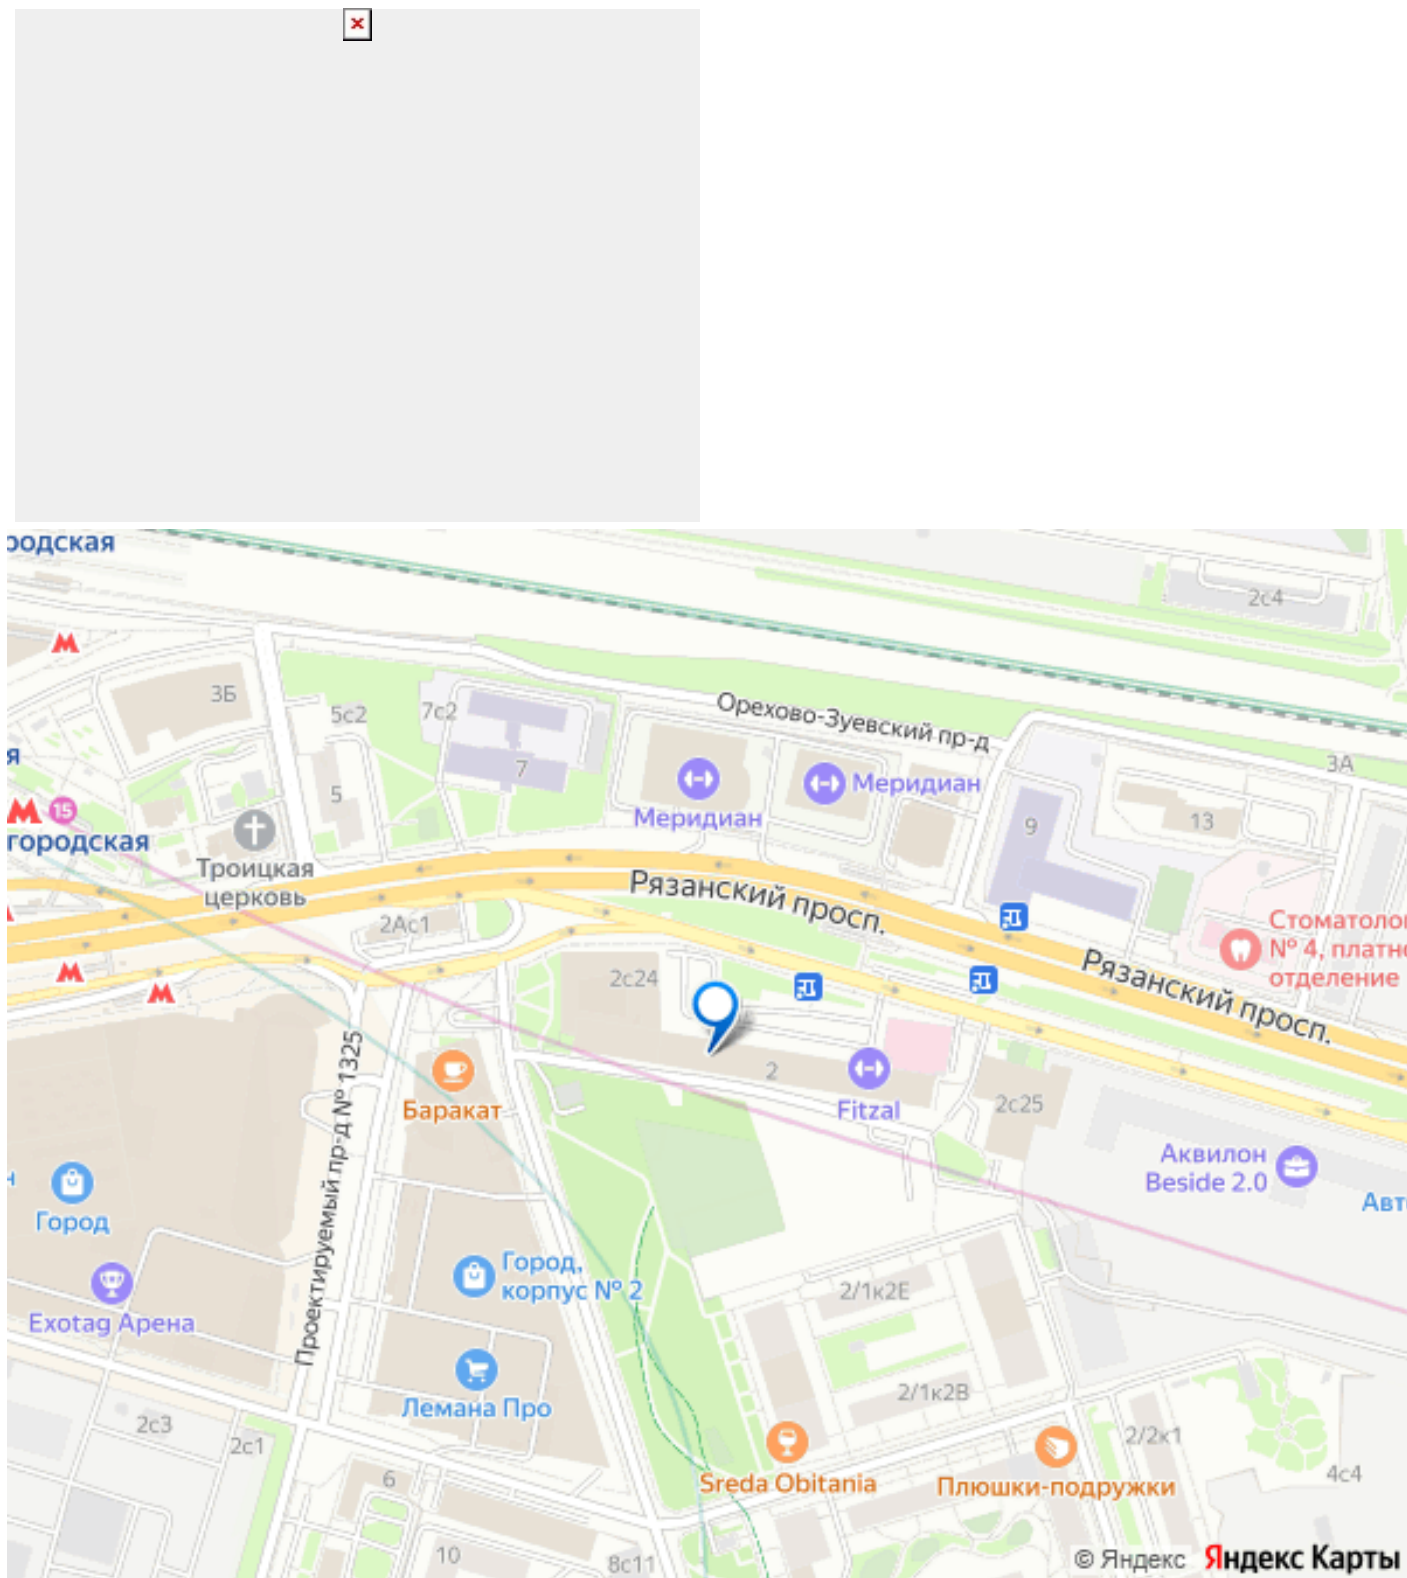 родская
2с4
3Б
5с2
7с2
Орехово-Зуевский пр-д
я
7
Меридиан
Меридиан
3А
15
5
9
13
городская
Троицкая
церковь
Рязанский просп.
2Ас1
Стоматолог
№ 4, платно
отделение
Рязанский просп.
2с24
2
Fitzal
2с25
Баракат
Проектируемый пр-д № 1325
Аквилон
Beside 2.0
Город
Авто
Город,
корпус № 2
2/1к2Е
Exotag Арена
Лемана Про
2/1к2В
2с3
2с1
2/2к1
6
Sreda Obitania
Плюшки-подружки
4с4
10
8с11
© Яндекс Яндекс Карты